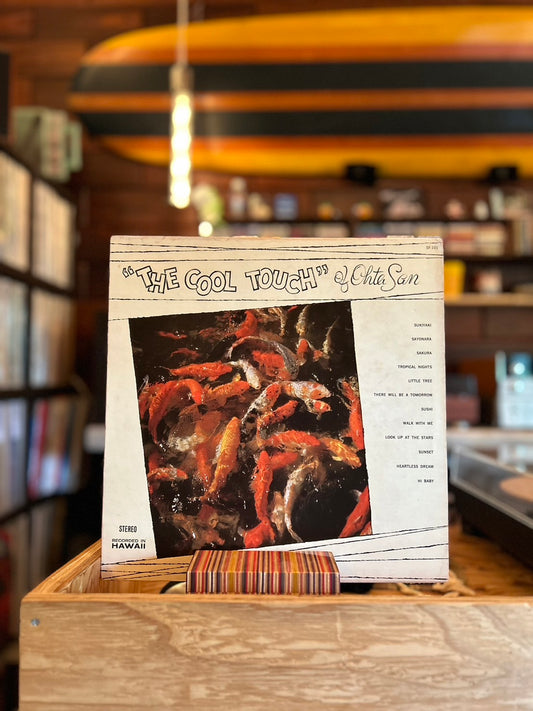 "THE COOL TOUCH" of Ohta San
SUKIYAKI
SAYONARA
SAKURA
TROPICAL NIGHTS
LITTLE TREE
THERE WILL BE A TOMORROW
SUSHI
WALK WITH ME
LOOK UP AT THE STARS
SUNSET
HEARTLESS DREAM
HI BABY
STEREO
RECORDED IN
HAWAII